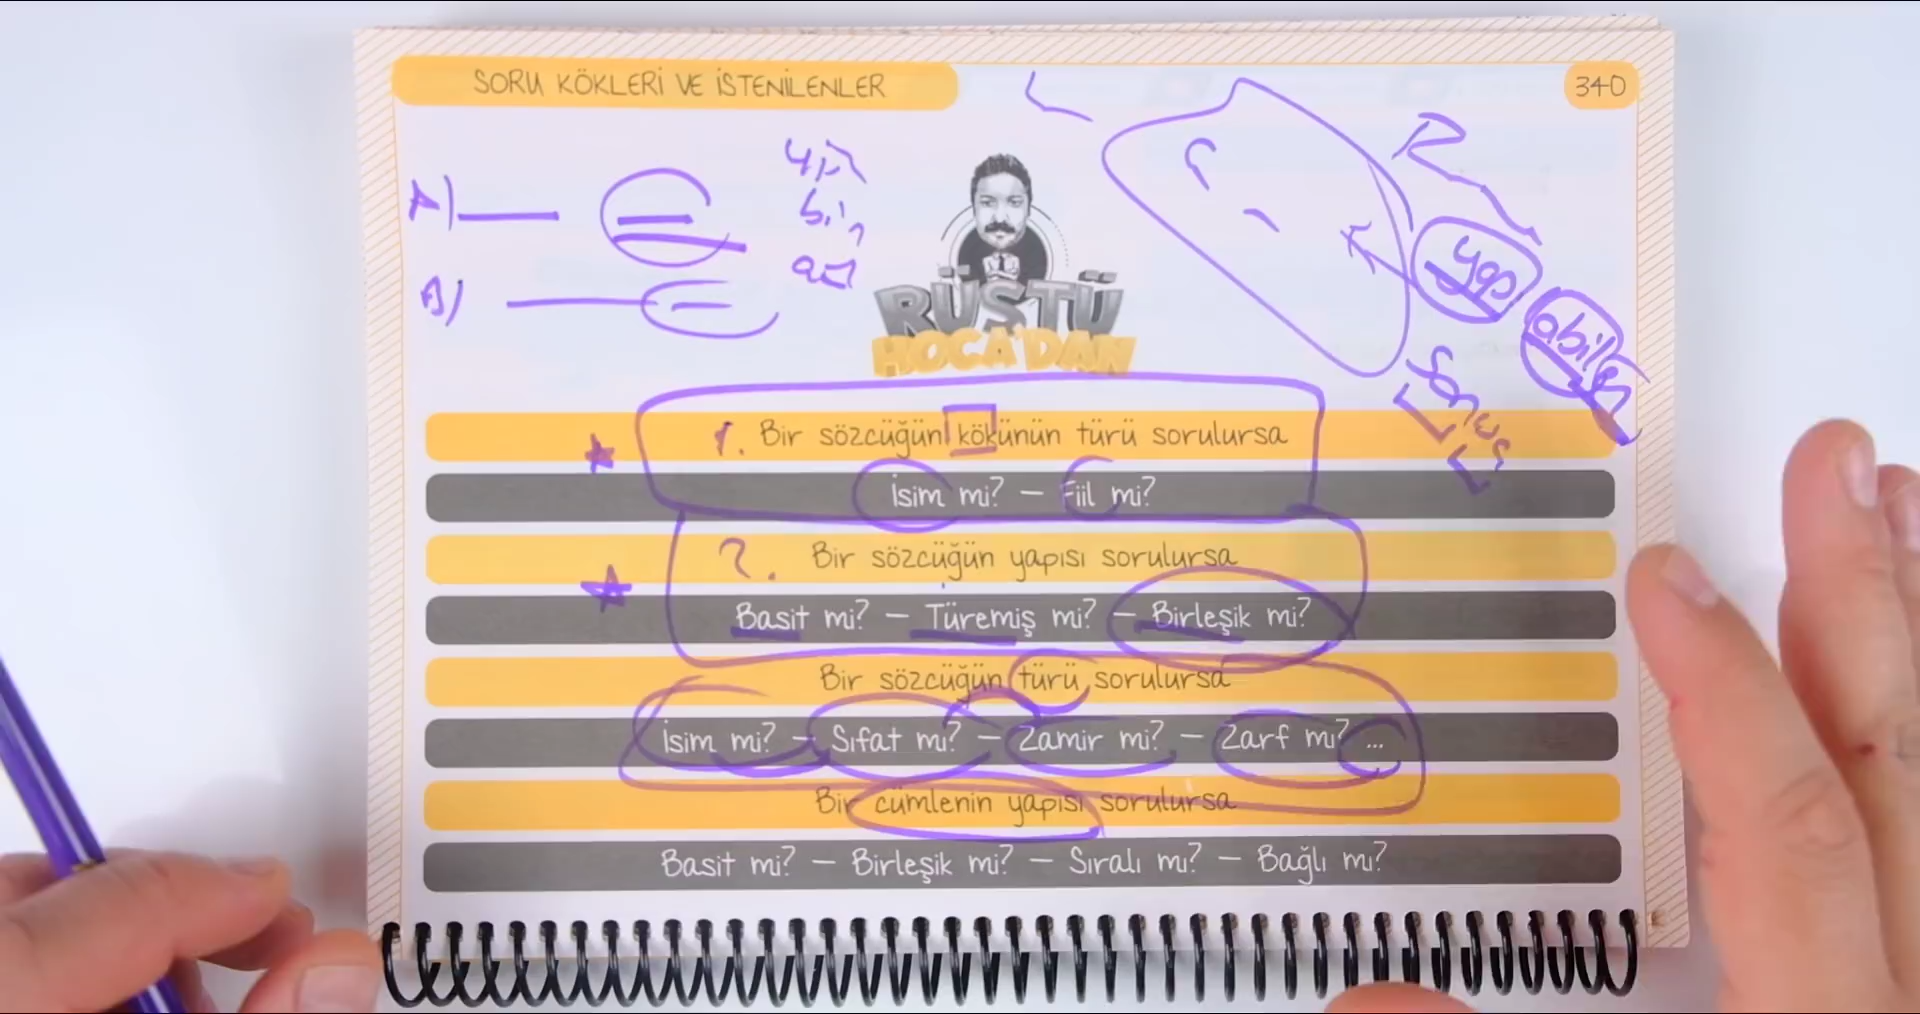 SORU KÖKLERİ VE İSTENİLENLER
340
A)
B)
R
yap
abilen
Sonuç
RÜŞTÜ
HOCA'DAN
1. Bir sözcüğün kökünün türü sorulursa
İsim mi? – Fiil mi?
2. Bir sözcüğün yapısı sorulursa
Basit mi? – Türemiş mi? – Birleşik mi?
Bir sözcüğün türü sorulursa
İsim mi? – Sıfat mı? – Zamir mi? – Zarf mı? ...
Bir cümlenin yapısı sorulursa
Basit mi? – Birleşik mi? – Sıralı mı? – Bağlı mı?